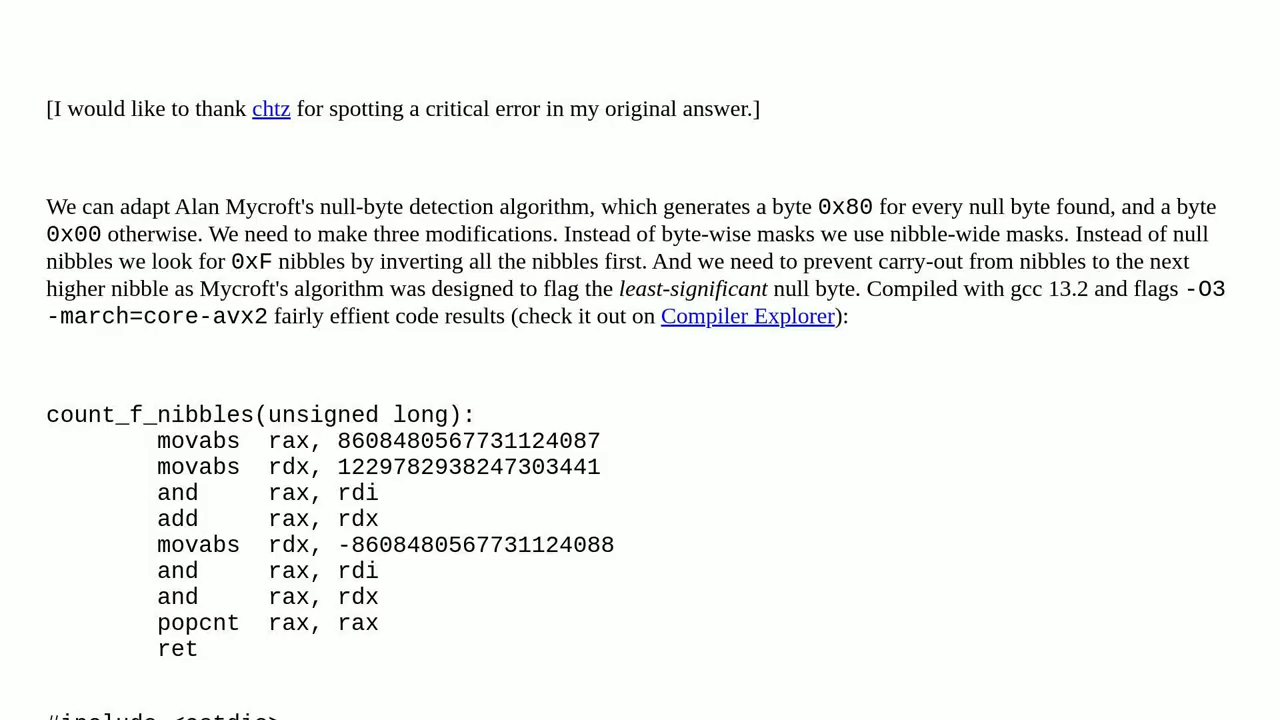 [I would like to thank chtz for spotting a critical error in my original answer.]
We can adapt Alan Mycroft's null-byte detection algorithm, which generates a byte 0x80 for every null byte found, and a byte
0x00 otherwise. We need to make three modifications. Instead of byte-wise masks we use nibble-wide masks. Instead of null
nibbles we look for 0xF nibbles by inverting all the nibbles first. And we need to prevent carry-out from nibbles to the next
higher nibble as Mycroft's algorithm was designed to flag the least-significant null byte. Compiled with gcc 13.2 and flags -O3
-march=core-avx2 fairly effient code results (check it out on Compiler Explorer):
count_f_nibbles(unsigned long):
movabs rax, 8608480567731124087
movabs rdx, 1229782938247303441
and rax, rdi
add rax, rdx
movabs rdx, -8608480567731124088
and rax, rdi
and rax, rdx
popcnt rax, rax
ret